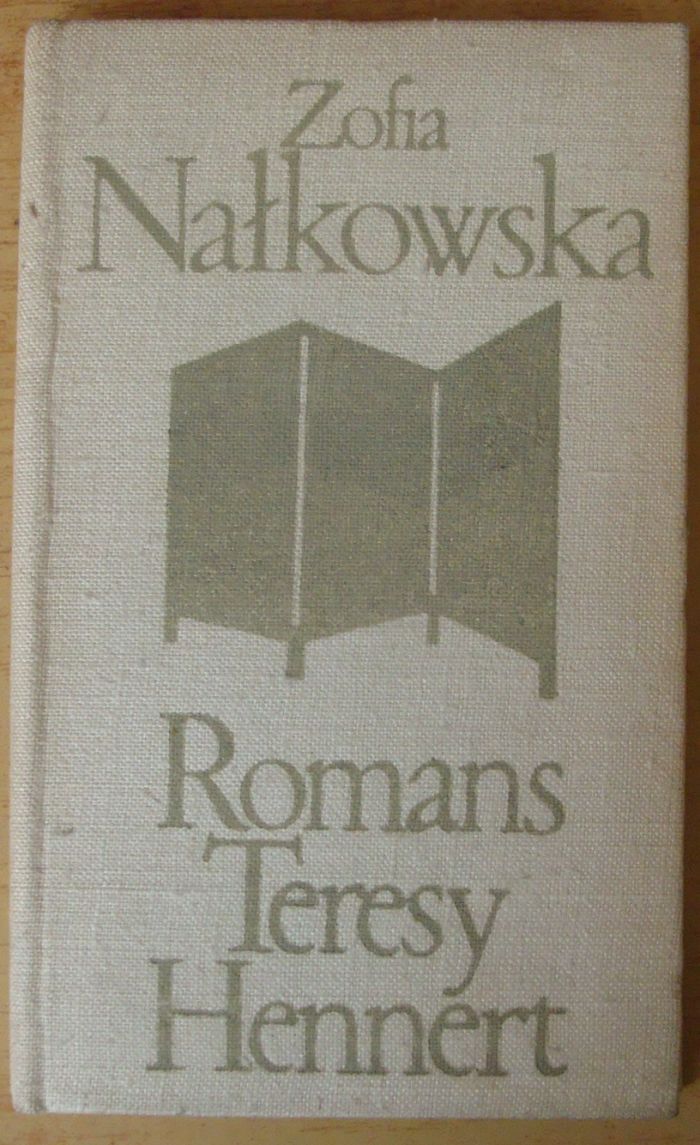 Zofia
Nałkowska
Romans
Teresy
Hennert